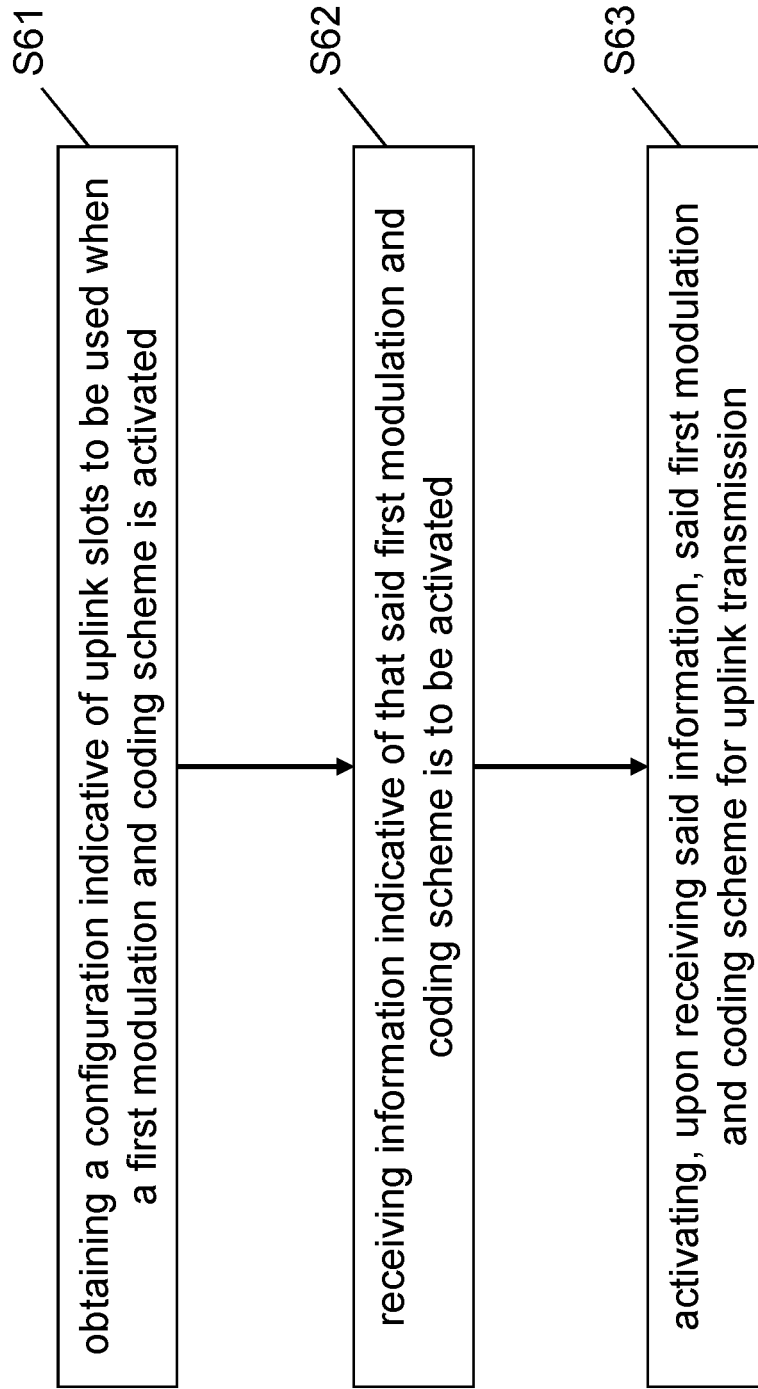 obtaining a configuration indicative of uplink slots to be used when
a first modulation and coding scheme is activated
S61
receiving information indicative of that said first modulation and
coding scheme is to be activated
S62
activating, upon receiving said information, said first modulation
and coding scheme for uplink transmission
S63